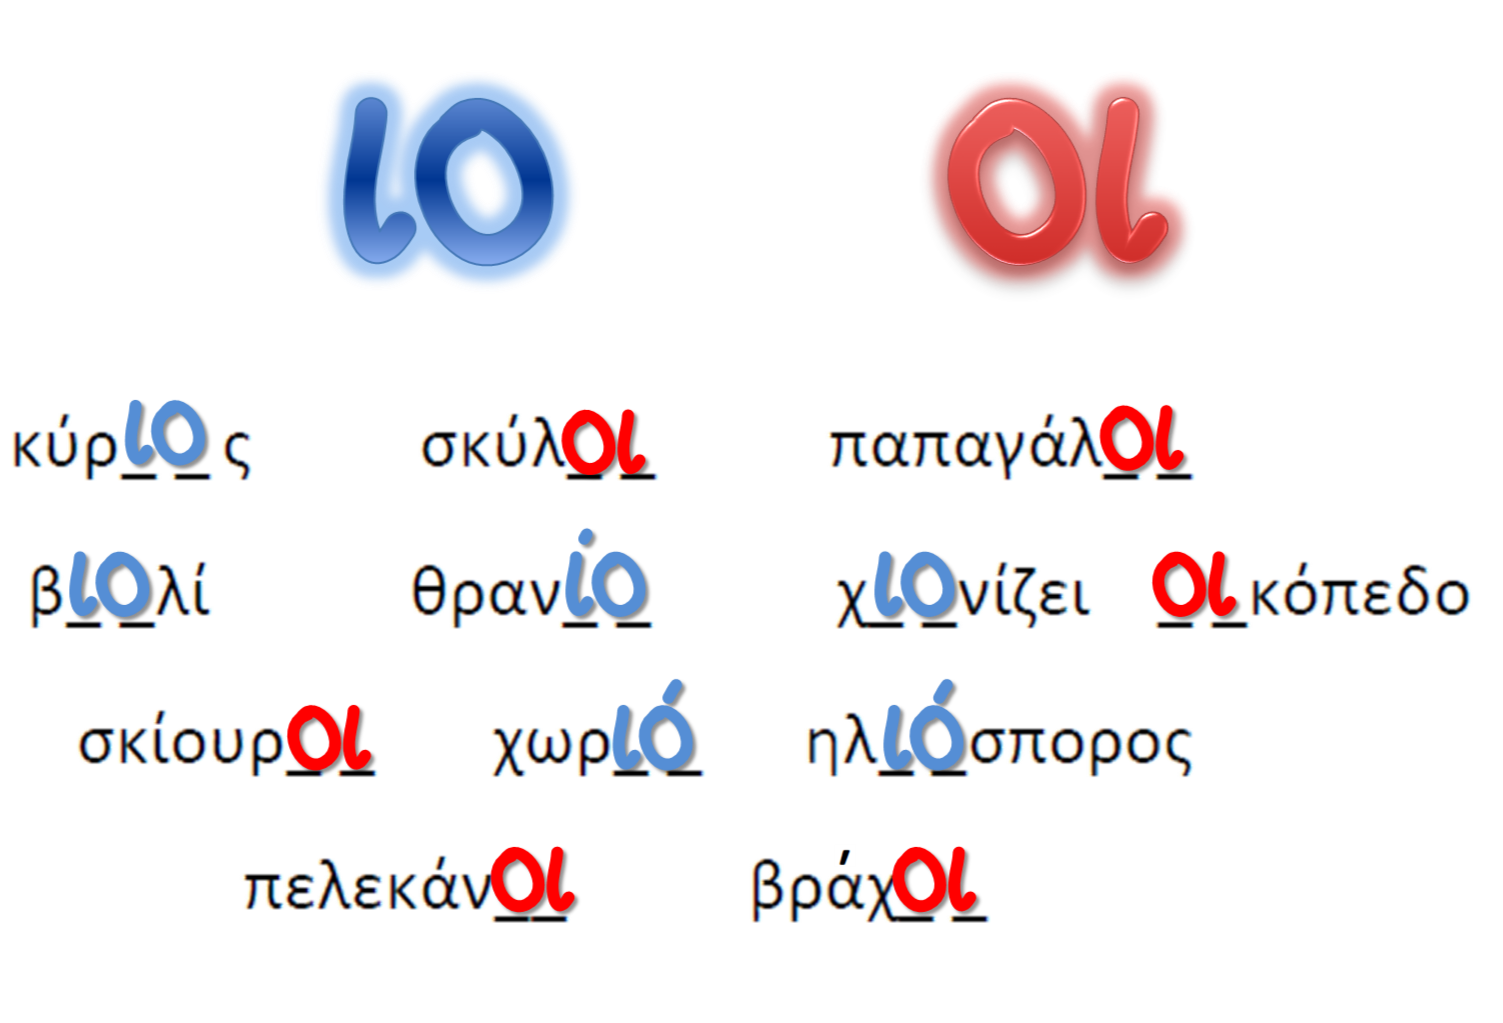 ιο οι
κύριος σκύλοι παπαγάλοι
βιολί θρανίο χιονίζει οικόπεδο
σκίουροι χωριό ηλιόσπορος
πελεκάνοι βράχοι